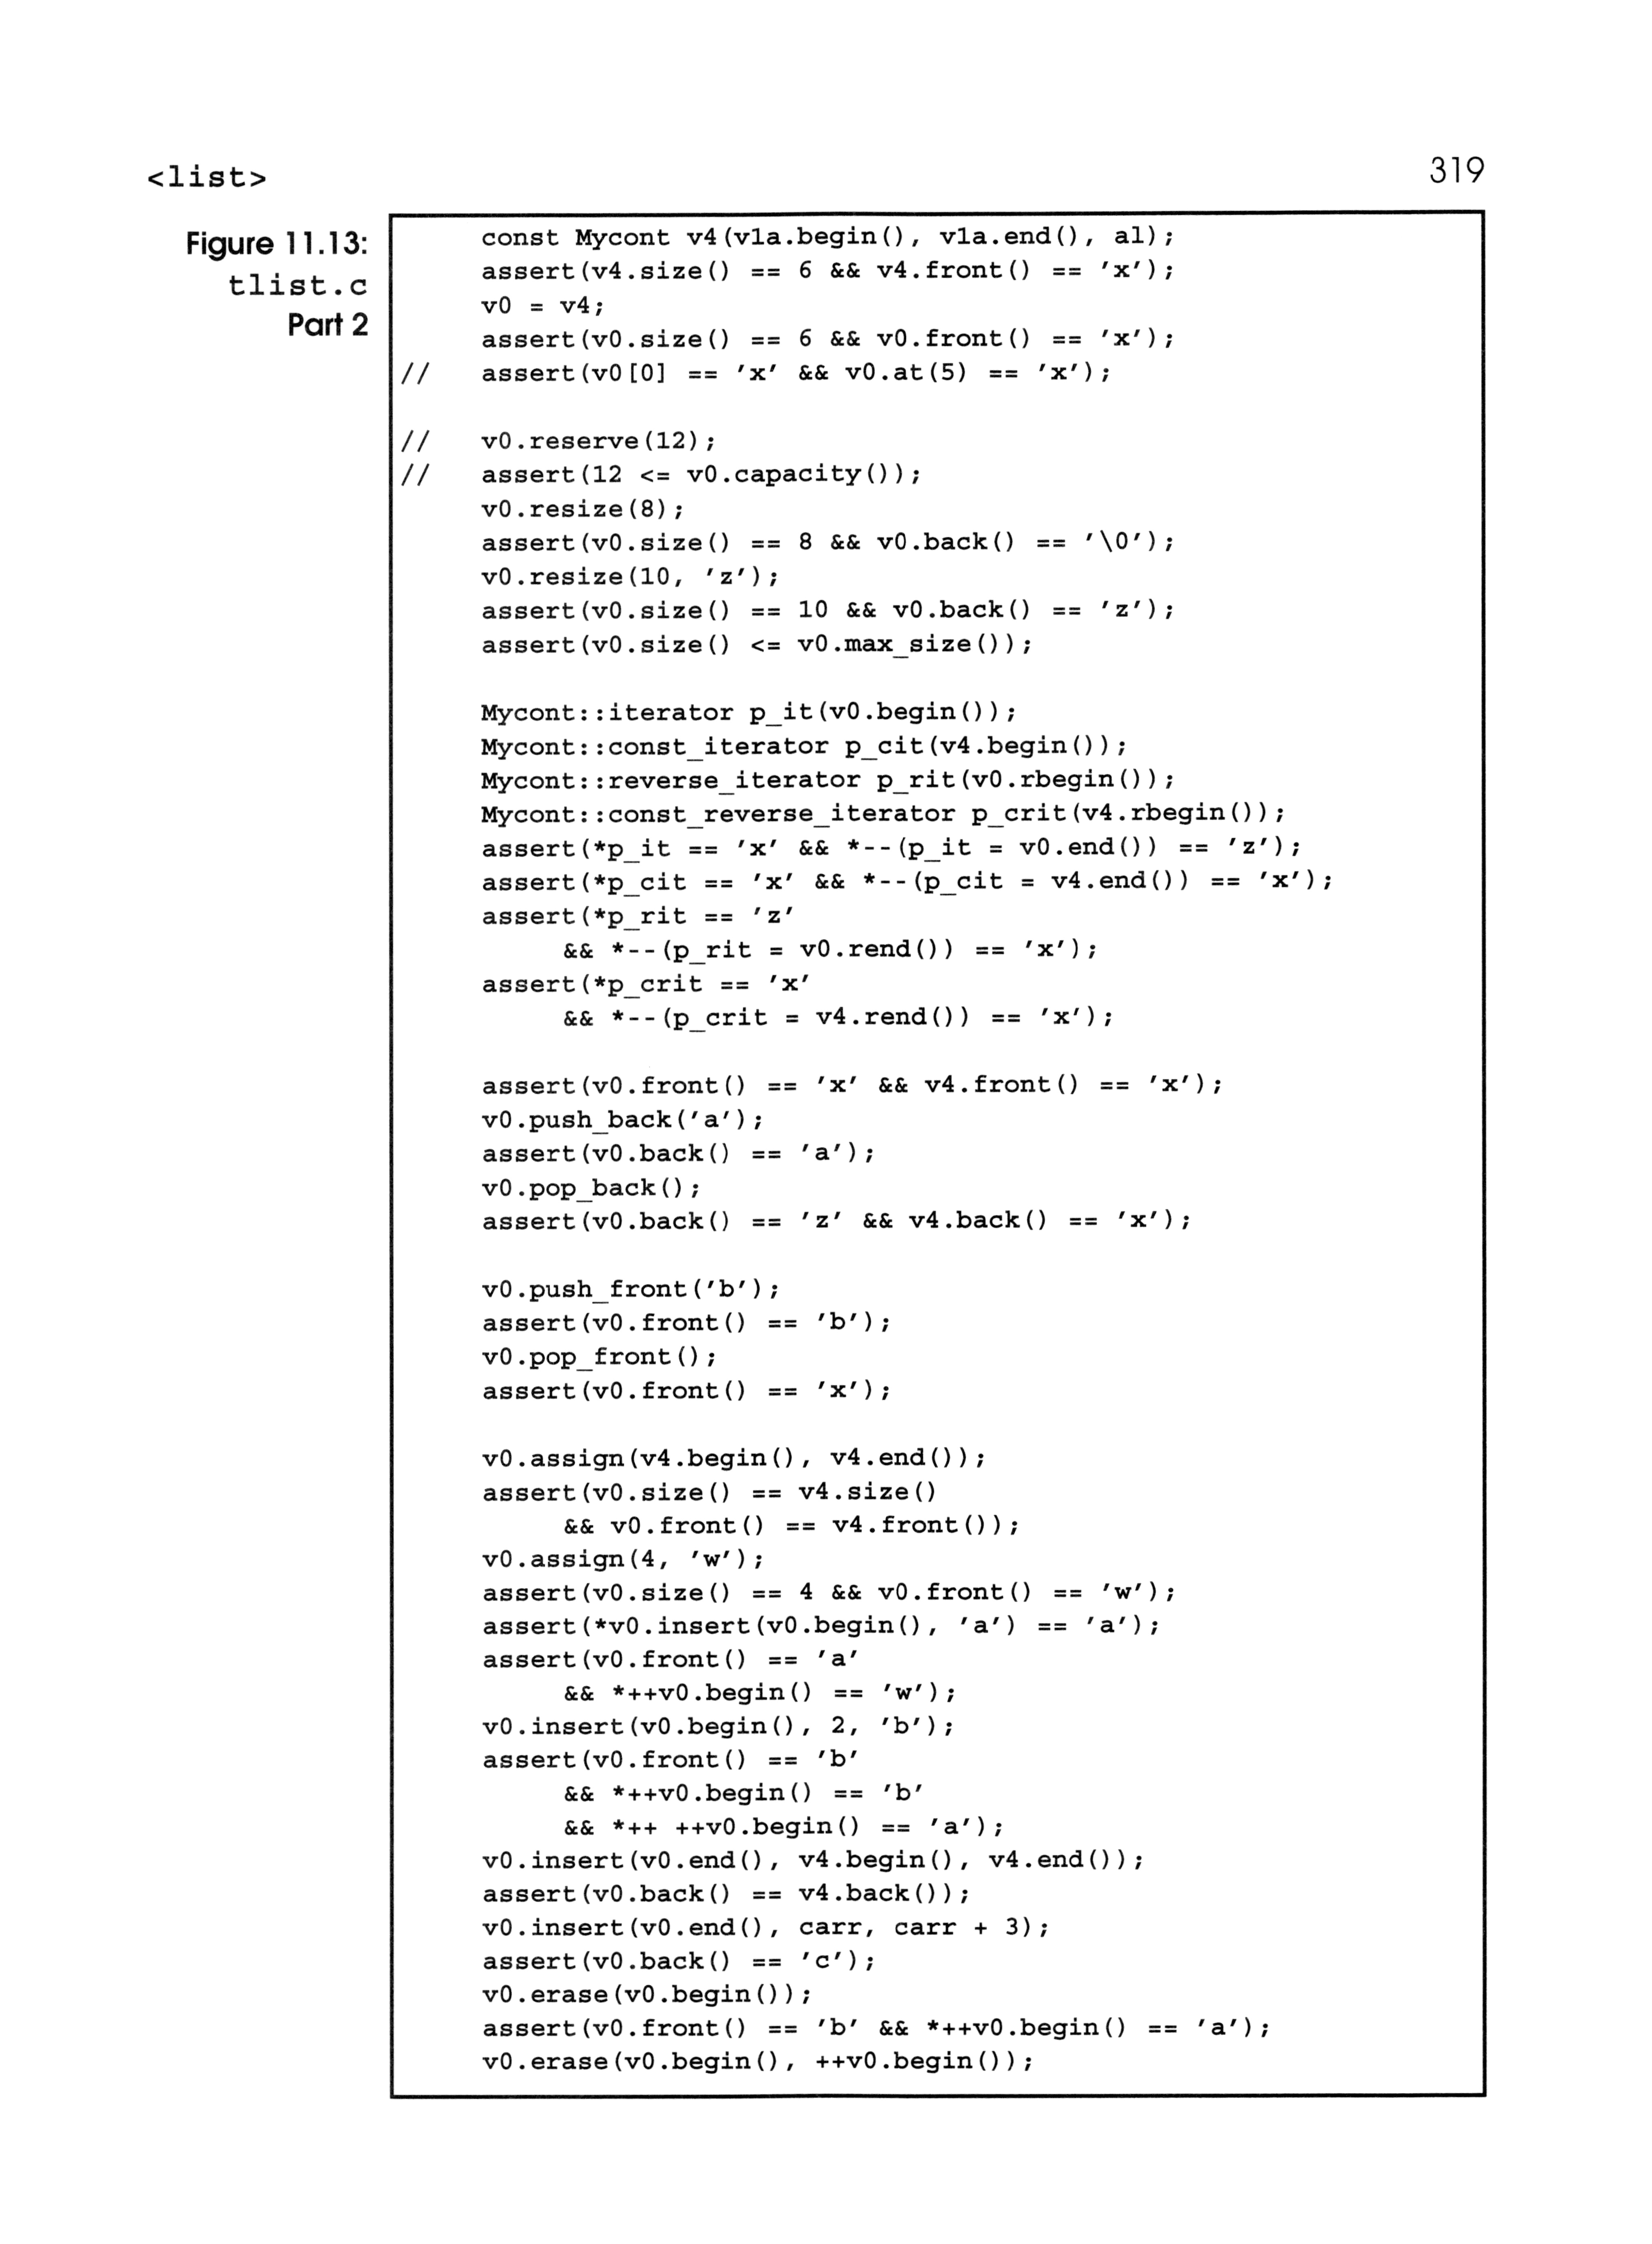 <list>
319
Figure 11.13:
tlist.c
Part 2
const Mycont v4(v1a.begin(), v1a.end(), al);
assert(v4.size() == 6 && v4.front() == 'x');
v0 = v4;
assert(v0.size() == 6 && v0.front() == 'x');
// assert(v0[0] == 'x' && v0.at(5) == 'x');
// v0.reserve(12);
// assert(12 <= v0.capacity());
v0.resize(8);
assert(v0.size() == 8 && v0.back() == '\0');
v0.resize(10, 'z');
assert(v0.size() == 10 && v0.back() == 'z');
assert(v0.size() <= v0.max_size());
Mycont::iterator p_it(v0.begin());
Mycont::const_iterator p_cit(v4.begin());
Mycont::reverse_iterator p_rit(v0.rbegin());
Mycont::const_reverse_iterator p_crit(v4.rbegin());
assert(*p_it == 'x' && *--(p_it = v0.end()) == 'z');
assert(*p_cit == 'x' && *--(p_cit = v4.end()) == 'x');
assert(*p_rit == 'z'
&& *--(p_rit = v0.rend()) == 'x');
assert(*p_crit == 'x'
&& *--(p_crit = v4.rend()) == 'x');
assert(v0.front() == 'x' && v4.front() == 'x');
v0.push_back('a');
assert(v0.back() == 'a');
v0.pop_back();
assert(v0.back() == 'z' && v4.back() == 'x');
v0.push_front('b');
assert(v0.front() == 'b');
v0.pop_front();
assert(v0.front() == 'x');
v0.assign(v4.begin(), v4.end());
assert(v0.size() == v4.size()
&& v0.front() == v4.front());
v0.assign(4, 'w');
assert(v0.size() == 4 && v0.front() == 'w');
assert(*v0.insert(v0.begin(), 'a') == 'a');
assert(v0.front() == 'a'
&& *++v0.begin() == 'w');
v0.insert(v0.begin(), 2, 'b');
assert(v0.front() == 'b'
&& *++v0.begin() == 'b'
&& *++ ++v0.begin() == 'a');
v0.insert(v0.end(), v4.begin(), v4.end());
assert(v0.back() == v4.back());
v0.insert(v0.end(), carr, carr + 3);
assert(v0.back() == 'c');
v0.erase(v0.begin());
assert(v0.front() == 'b' && *++v0.begin() == 'a');
v0.erase(v0.begin(), ++v0.begin());